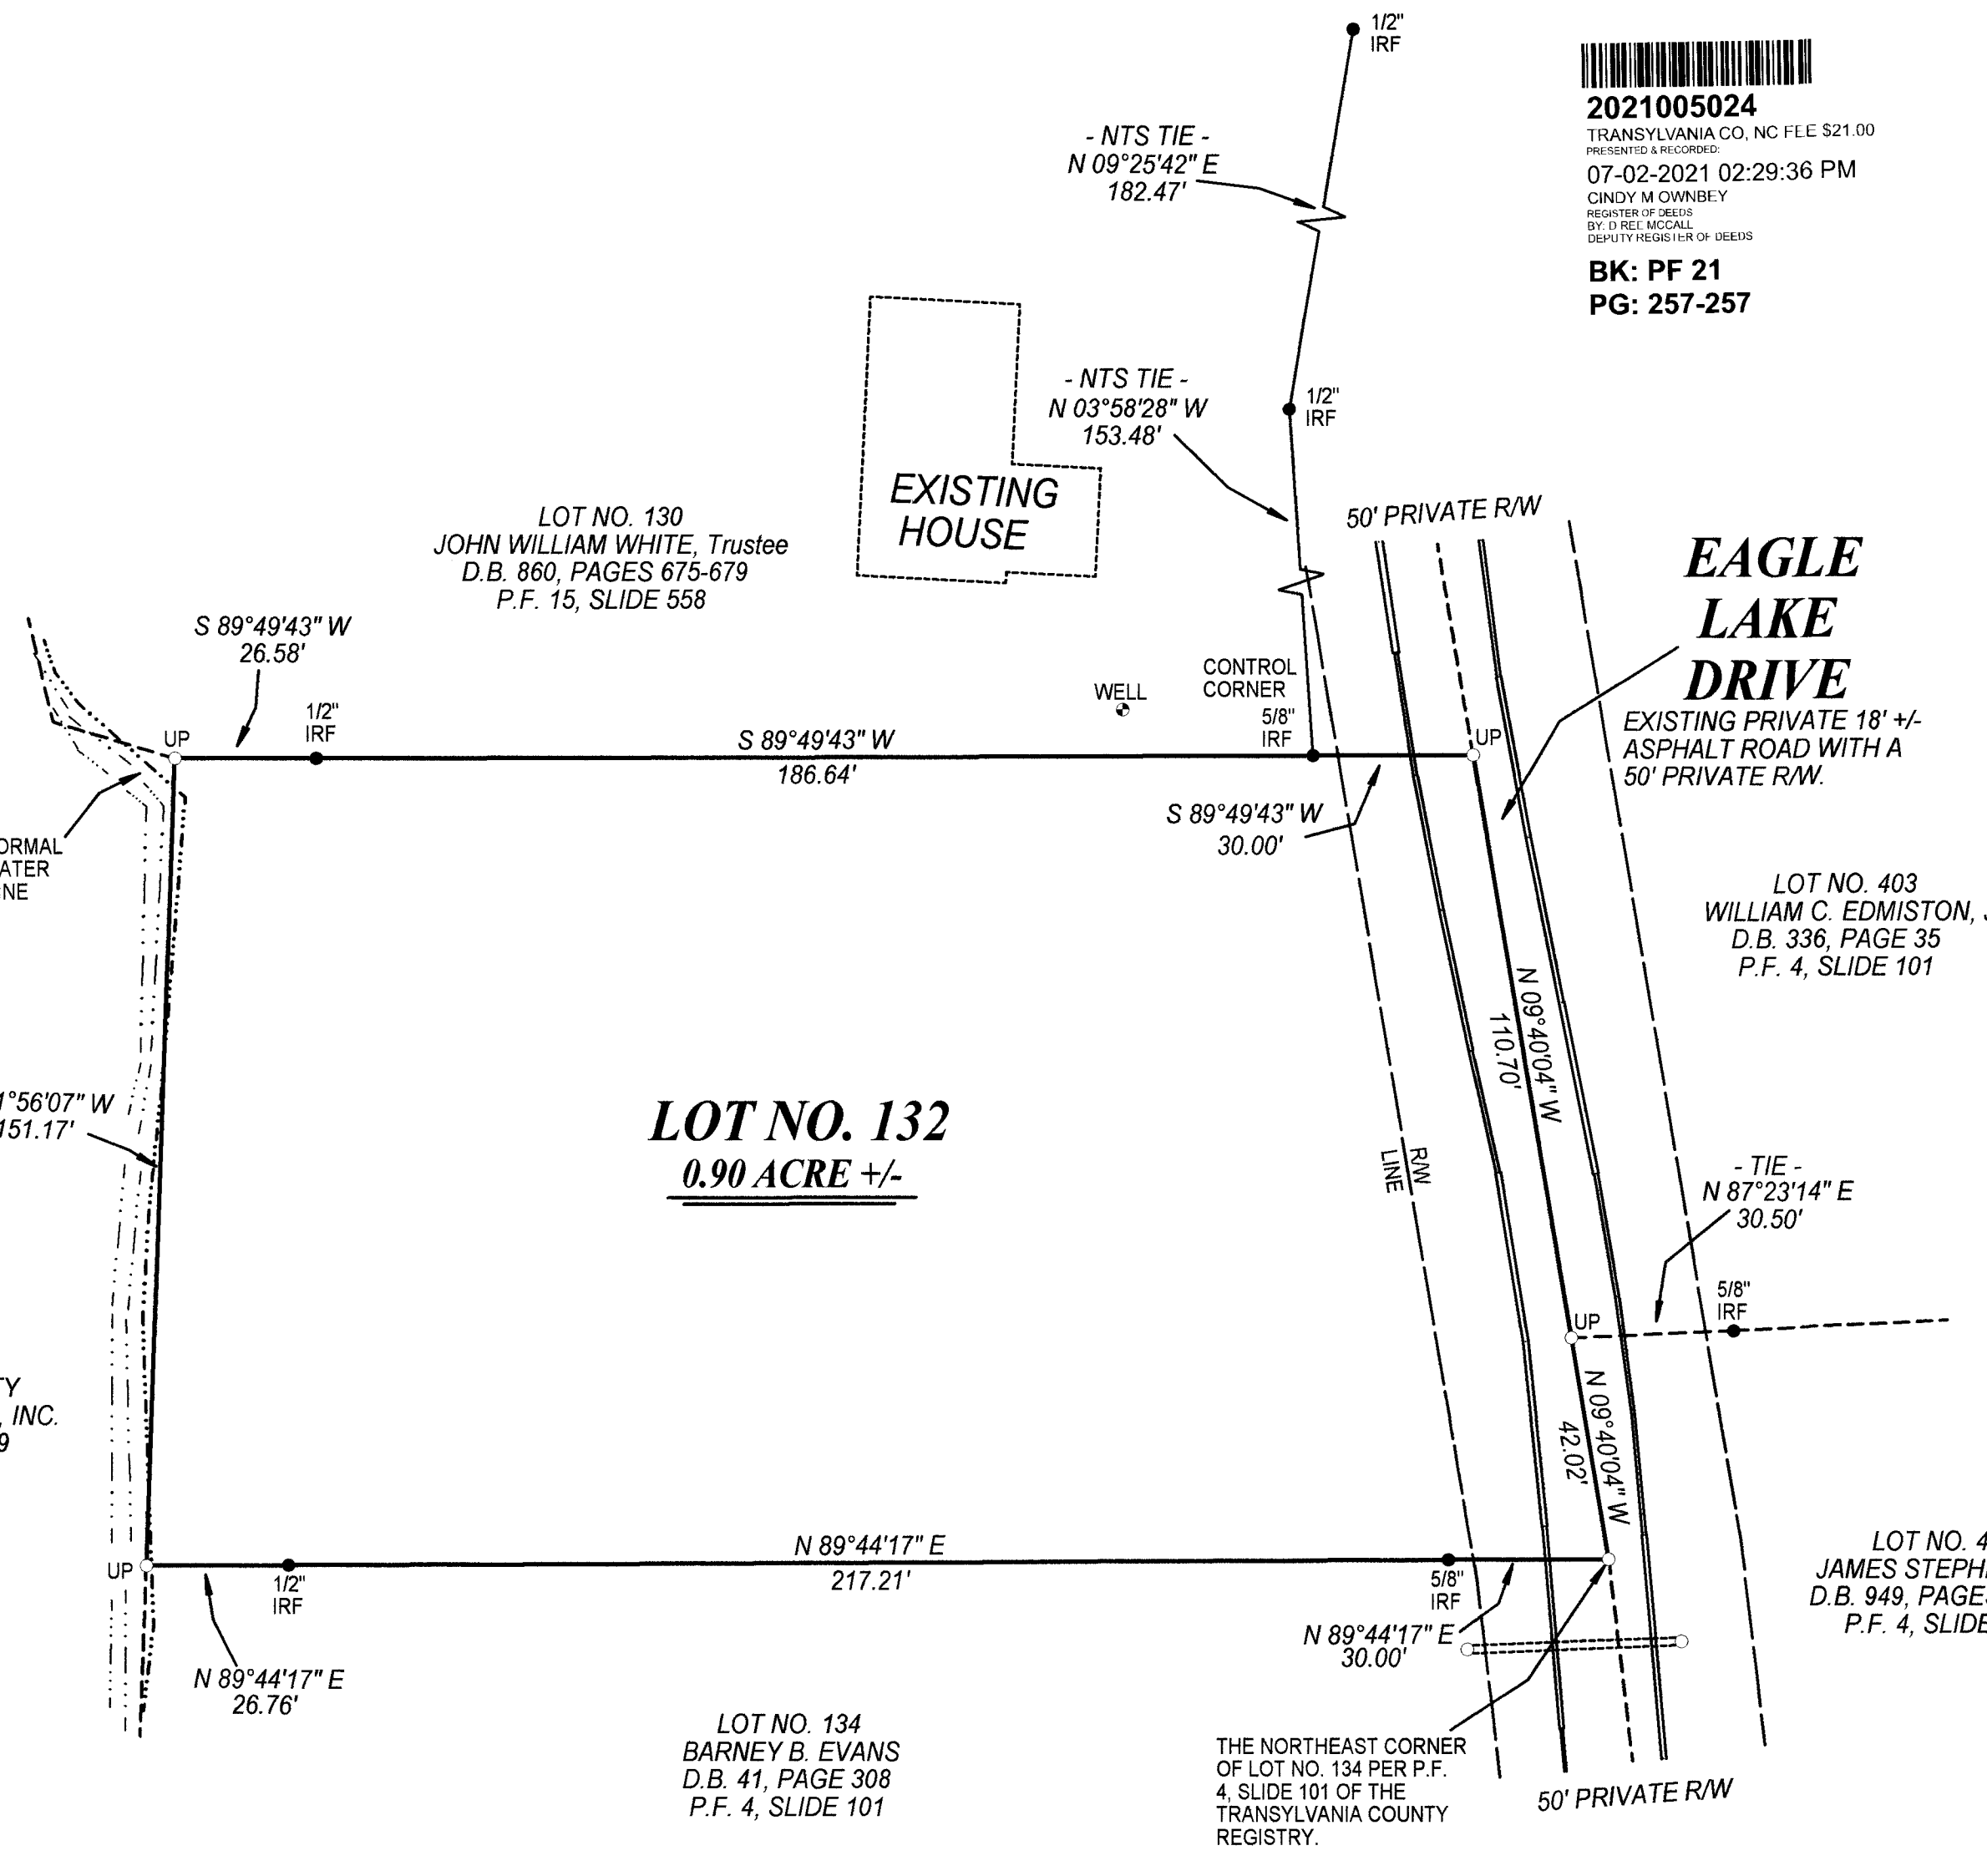 1/2"
IRF
2021005024
TRANSYLVANIA CO, NC FEE $21.00
PRESENTED & RECORDED:
07-02-2021 02:29:36 PM
CINDY M OWNBEY
REGISTER OF DEEDS
BY: D REE MCCALL
DEPUTY REGISTER OF DEEDS
BK: PF 21
PG: 257-257
- NTS TIE -
N 09°25'42" E
182.47'
- NTS TIE -
N 03°58'28" W
153.48'
1/2"
IRF
EXISTING
HOUSE
50' PRIVATE R/W
LOT NO. 130
JOHN WILLIAM WHITE, Trustee
D.B. 860, PAGES 675-679
P.F. 15, SLIDE 558
EAGLE
LAKE
DRIVE
EXISTING PRIVATE 18' +/-
ASPHALT ROAD WITH A
50' PRIVATE R/W.
S 89°49'43" W
26.58'
UP
1/2"
IRF
S 89°49'43" W
186.64'
WELL
CONTROL
CORNER
5/8"
IRF
UP
S 89°49'43" W
30.00'
ORMAL
ATER
NE
LOT NO. 403
WILLIAM C. EDMISTON, J
D.B. 336, PAGE 35
P.F. 4, SLIDE 101
N 09°40'04" W
110.70'
1°56'07" W
151.17'
LOT NO. 132
0.90 ACRE +/-
R/W
LINE
- TIE -
N 87°23'14" E
30.50'
5/8"
IRF
UP
N 09°40'04" W
42.02'
TY
, INC.
9
UP
1/2"
IRF
N 89°44'17" E
217.21'
5/8"
IRF
N 89°44'17" E
30.00'
N 89°44'17" E
26.76'
LOT NO. 4
JAMES STEPH
D.B. 949, PAGES
P.F. 4, SLIDE
LOT NO. 134
BARNEY B. EVANS
D.B. 41, PAGE 308
P.F. 4, SLIDE 101
THE NORTHEAST CORNER
OF LOT NO. 134 PER P.F.
4, SLIDE 101 OF THE
TRANSYLVANIA COUNTY
REGISTRY.
50' PRIVATE R/W